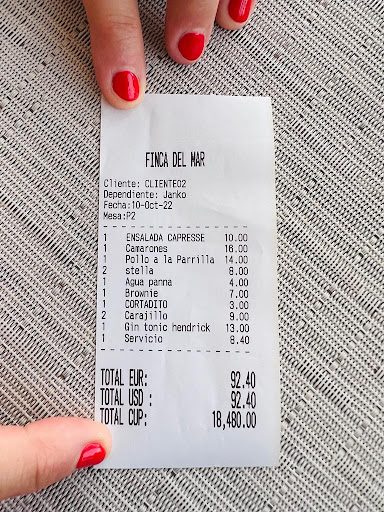 FINCA DEL MAR
Cliente: CLIENTE02
Dependiente: Janko
Fecha:10-Oct-22
Mesa:P2
1 ENSALADA CAPRESSE 10.00
1 Camarones 16.00
1 Pollo a la Parrilla 14.00
2 stella 8.00
1 Agua panna 4.00
1 Brownie 7.00
1 CORTADITO 3.00
2 Carajillo 9.00
1 Gin tonic hendrick 13.00
1 Servicio 8.40
TOTAL EUR: 92.40
TOTAL USD : 92.40
TOTAL CUP: 18,480.00